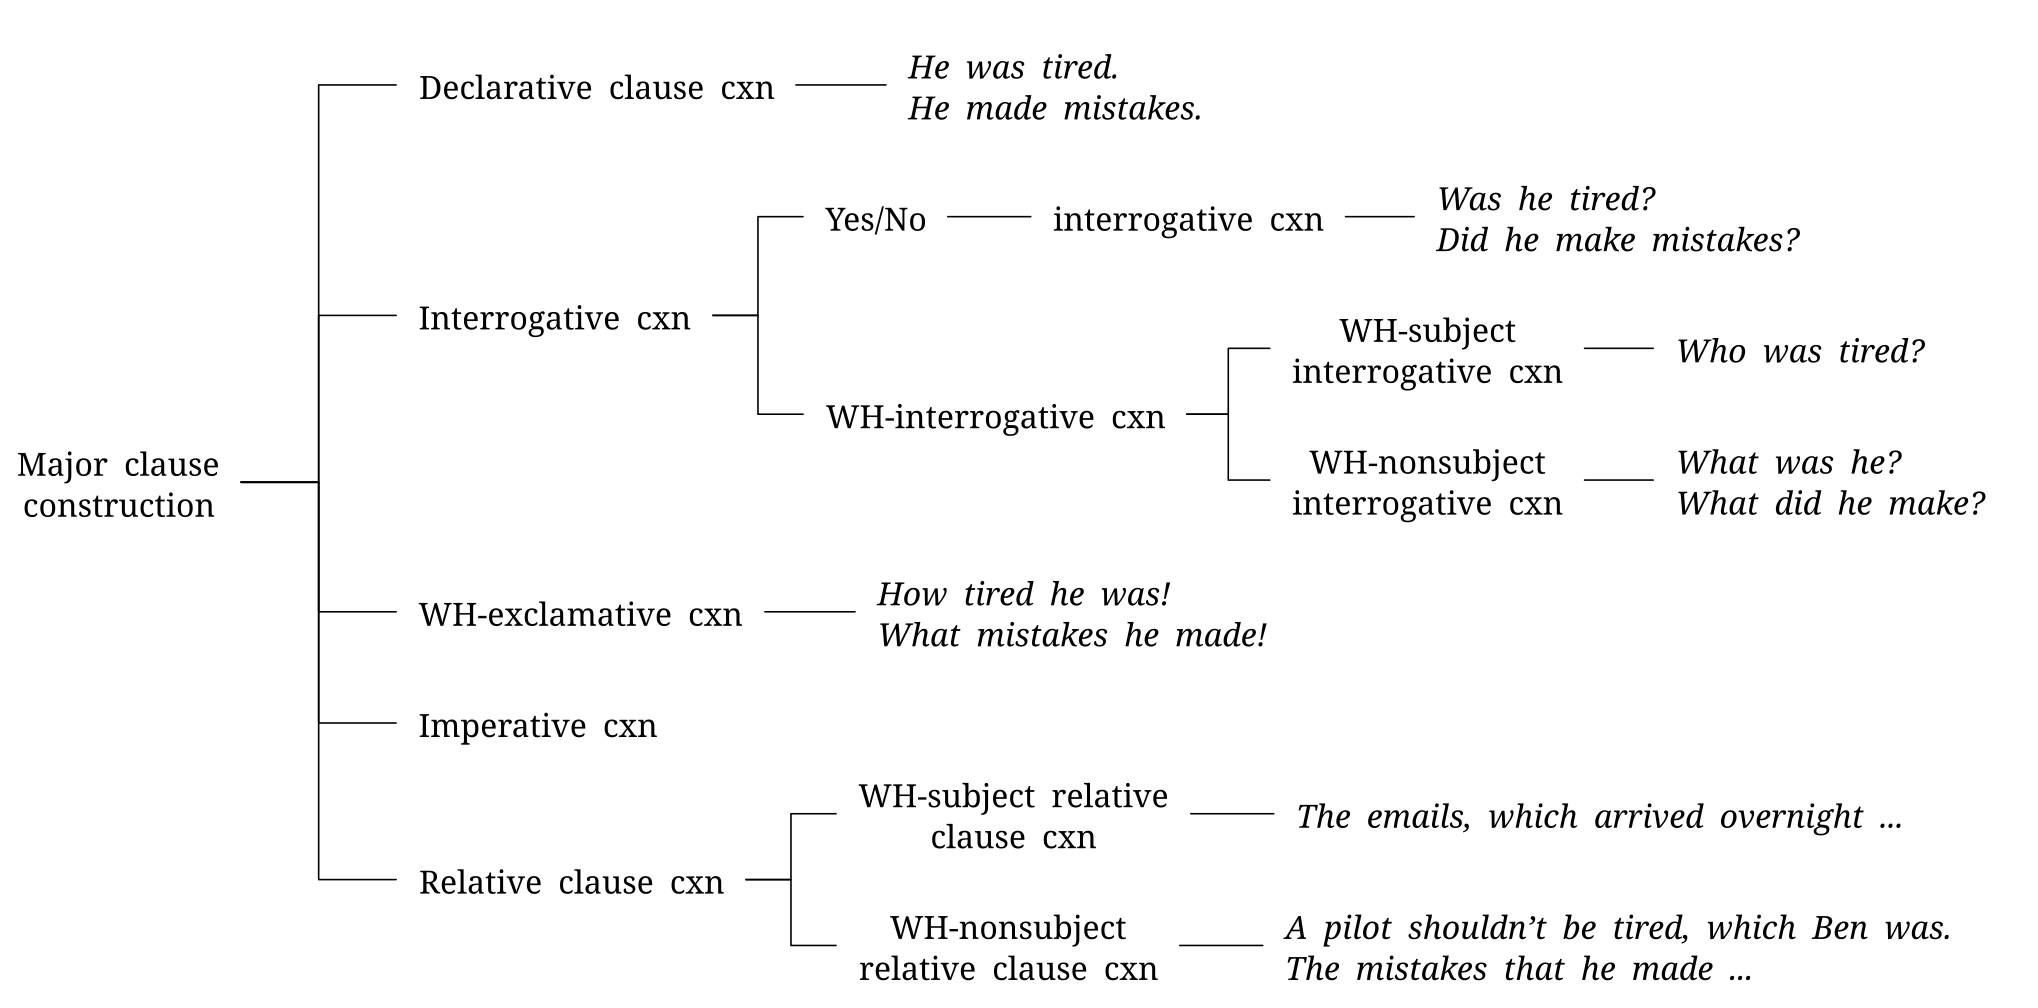 Declarative clause cxn
He was tired.
He made mistakes.
Yes/No
interrogative cxn
Was he tired?
Did he make mistakes?
Interrogative cxn
WH-subject
interrogative cxn
Who was tired?
WH-interrogative cxn
WH-nonsubject
interrogative cxn
What was he?
What did he make?
Major clause
construction
WH-exclamative cxn
How tired he was!
What mistakes he made!
Imperative cxn
WH-subject relative
clause cxn
The emails, which arrived overnight ...
Relative clause cxn
WH-nonsubject
relative clause cxn
A pilot shouldn’t be tired, which Ben was.
The mistakes that he made ...